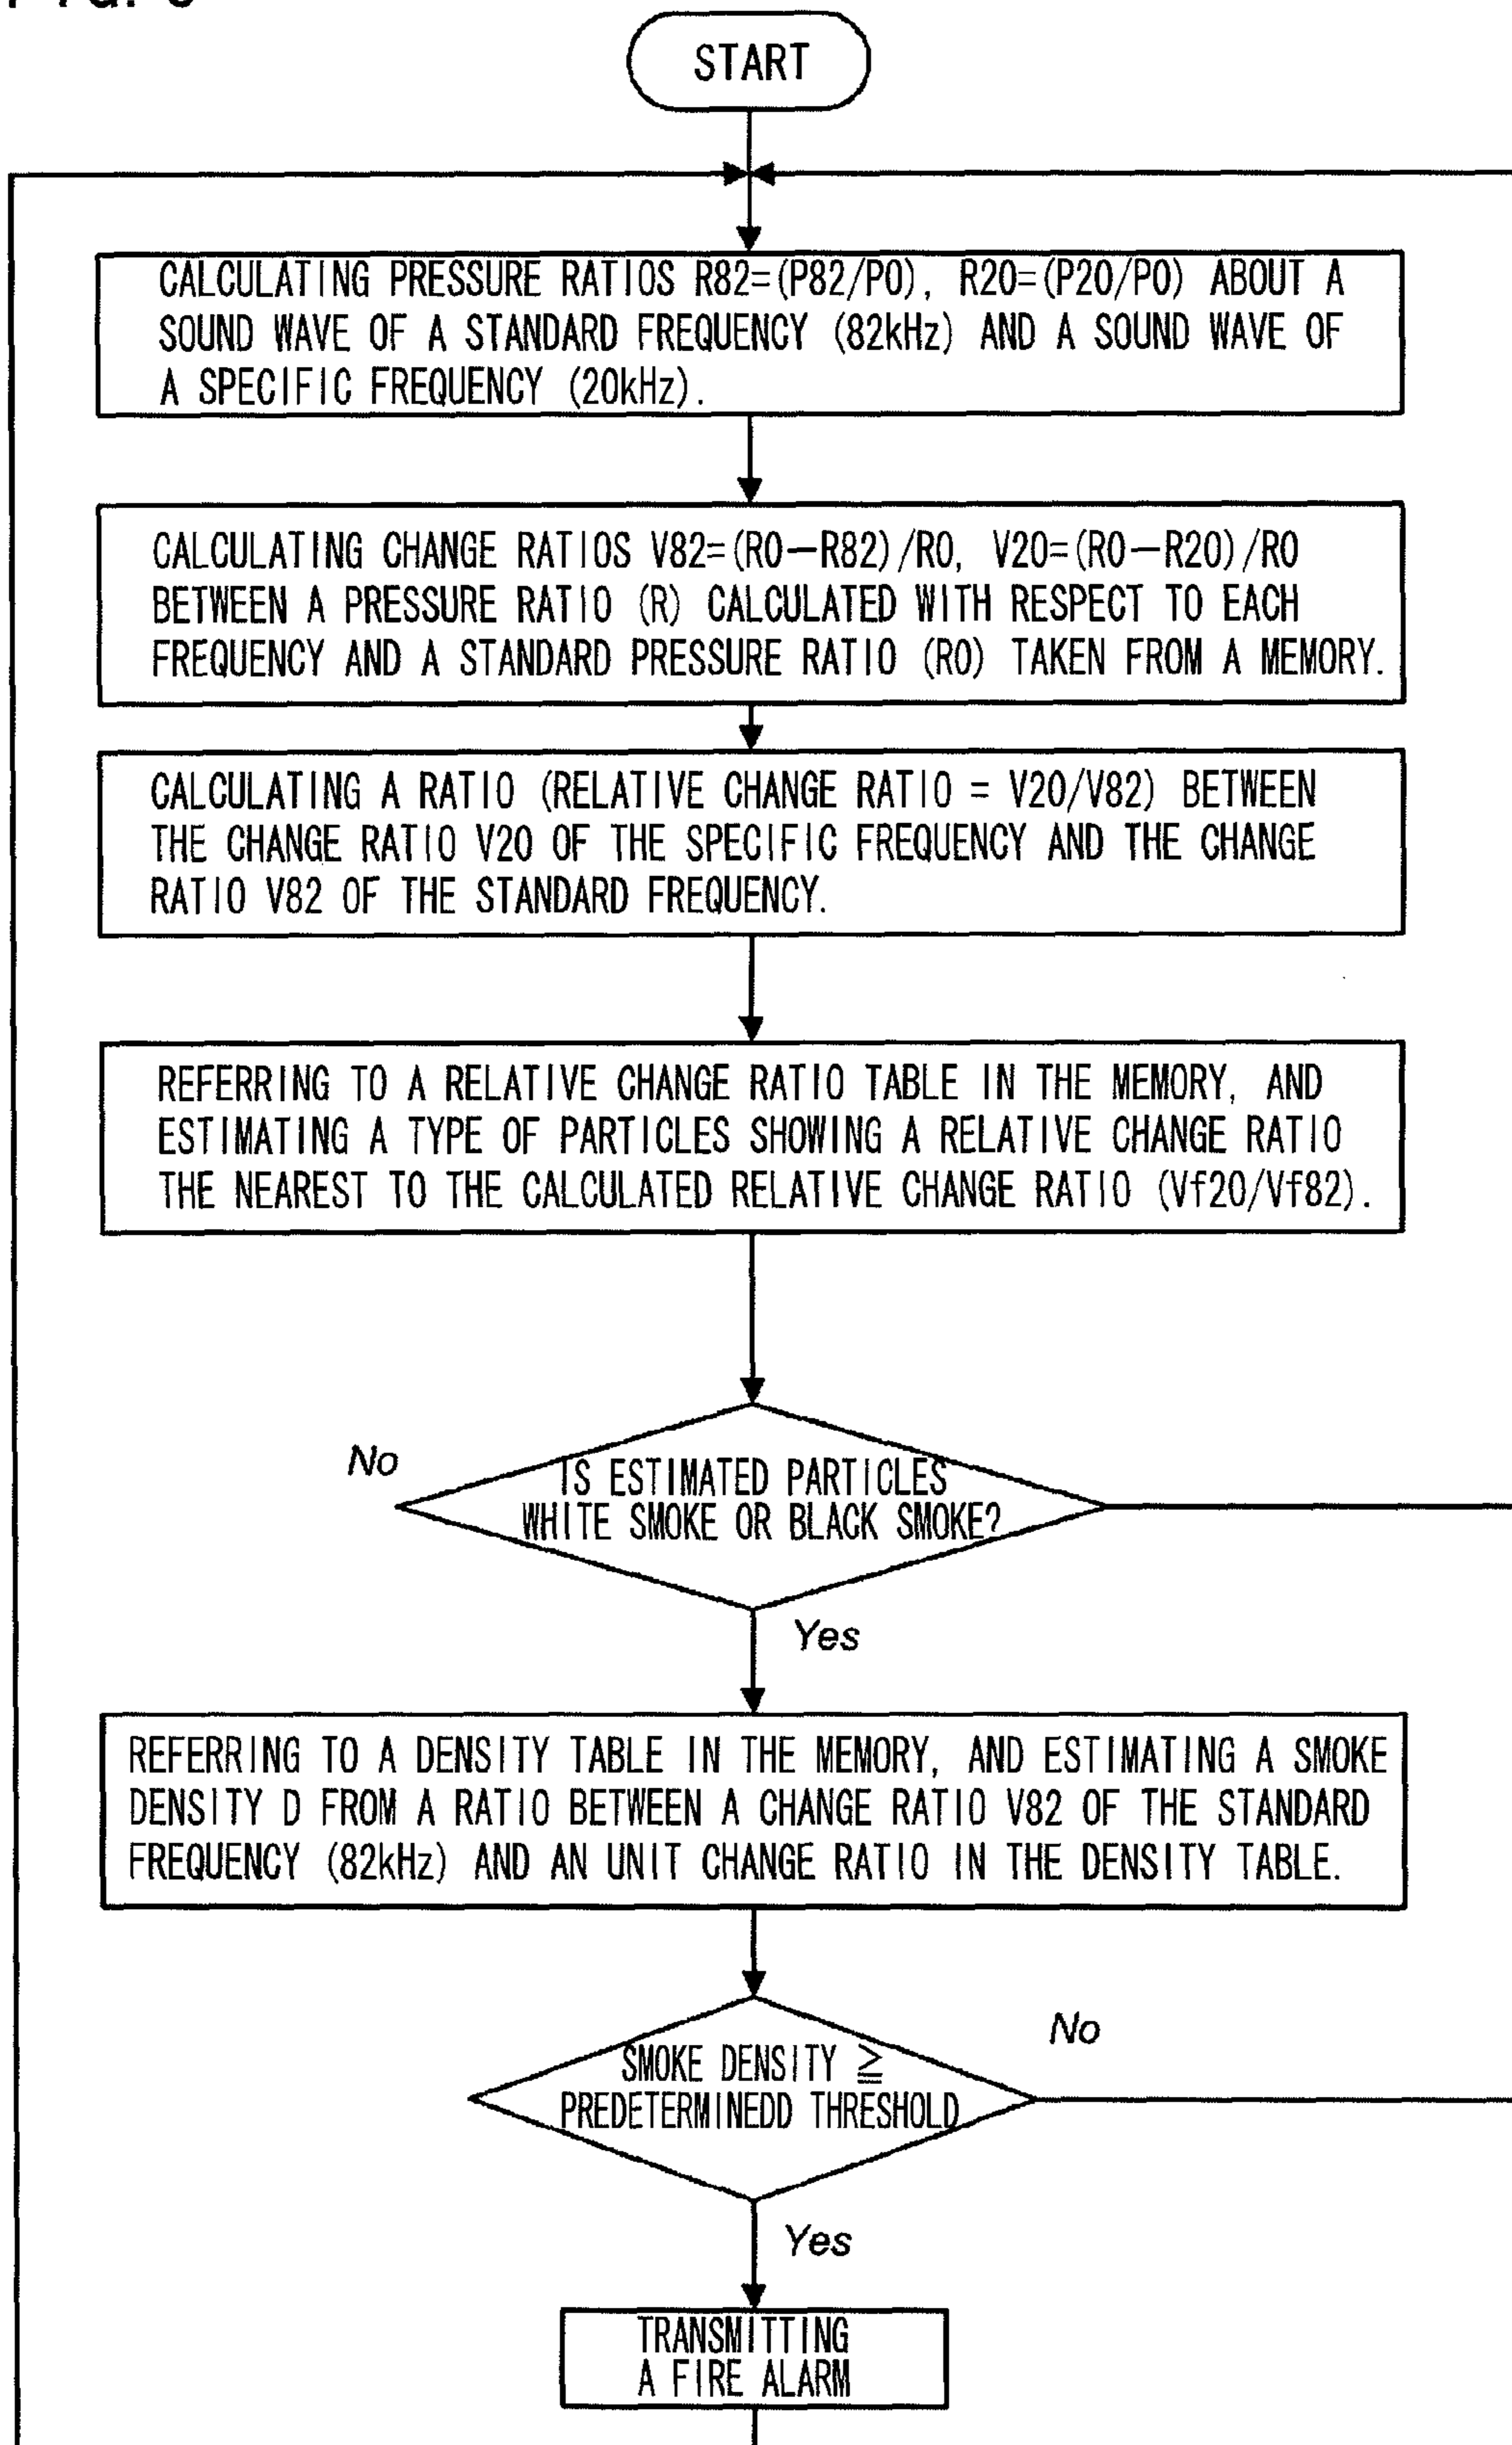 START
CALCULATING PRESSURE RATIOS R82=(P82/P0), R20=(P20/P0) ABOUT A
SOUND WAVE OF A STANDARD FREQUENCY (82kHz) AND A SOUND WAVE OF
A SPECIFIC FREQUENCY (20kHz).
CALCULATING CHANGE RATIOS V82=(R0−R82)/R0, V20=(R0−R20)/R0
BETWEEN A PRESSURE RATIO (R) CALCULATED WITH RESPECT TO EACH
FREQUENCY AND A STANDARD PRESSURE RATIO (R0) TAKEN FROM A MEMORY.
CALCULATING A RATIO (RELATIVE CHANGE RATIO = V20/V82) BETWEEN
THE CHANGE RATIO V20 OF THE SPECIFIC FREQUENCY AND THE CHANGE
RATIO V82 OF THE STANDARD FREQUENCY.
REFERRING TO A RELATIVE CHANGE RATIO TABLE IN THE MEMORY, AND
ESTIMATING A TYPE OF PARTICLES SHOWING A RELATIVE CHANGE RATIO
THE NEAREST TO THE CALCULATED RELATIVE CHANGE RATIO (Vf20/Vf82).
No
IS ESTIMATED PARTICLES
WHITE SMOKE OR BLACK SMOKE?
Yes
REFERRING TO A DENSITY TABLE IN THE MEMORY, AND ESTIMATING A SMOKE
DENSITY D FROM A RATIO BETWEEN A CHANGE RATIO V82 OF THE STANDARD
FREQUENCY (82kHz) AND AN UNIT CHANGE RATIO IN THE DENSITY TABLE.
No
SMOKE DENSITY ≧
PREDETERMINEDD THRESHOLD
Yes
TRANSMITTING
A FIRE ALARM